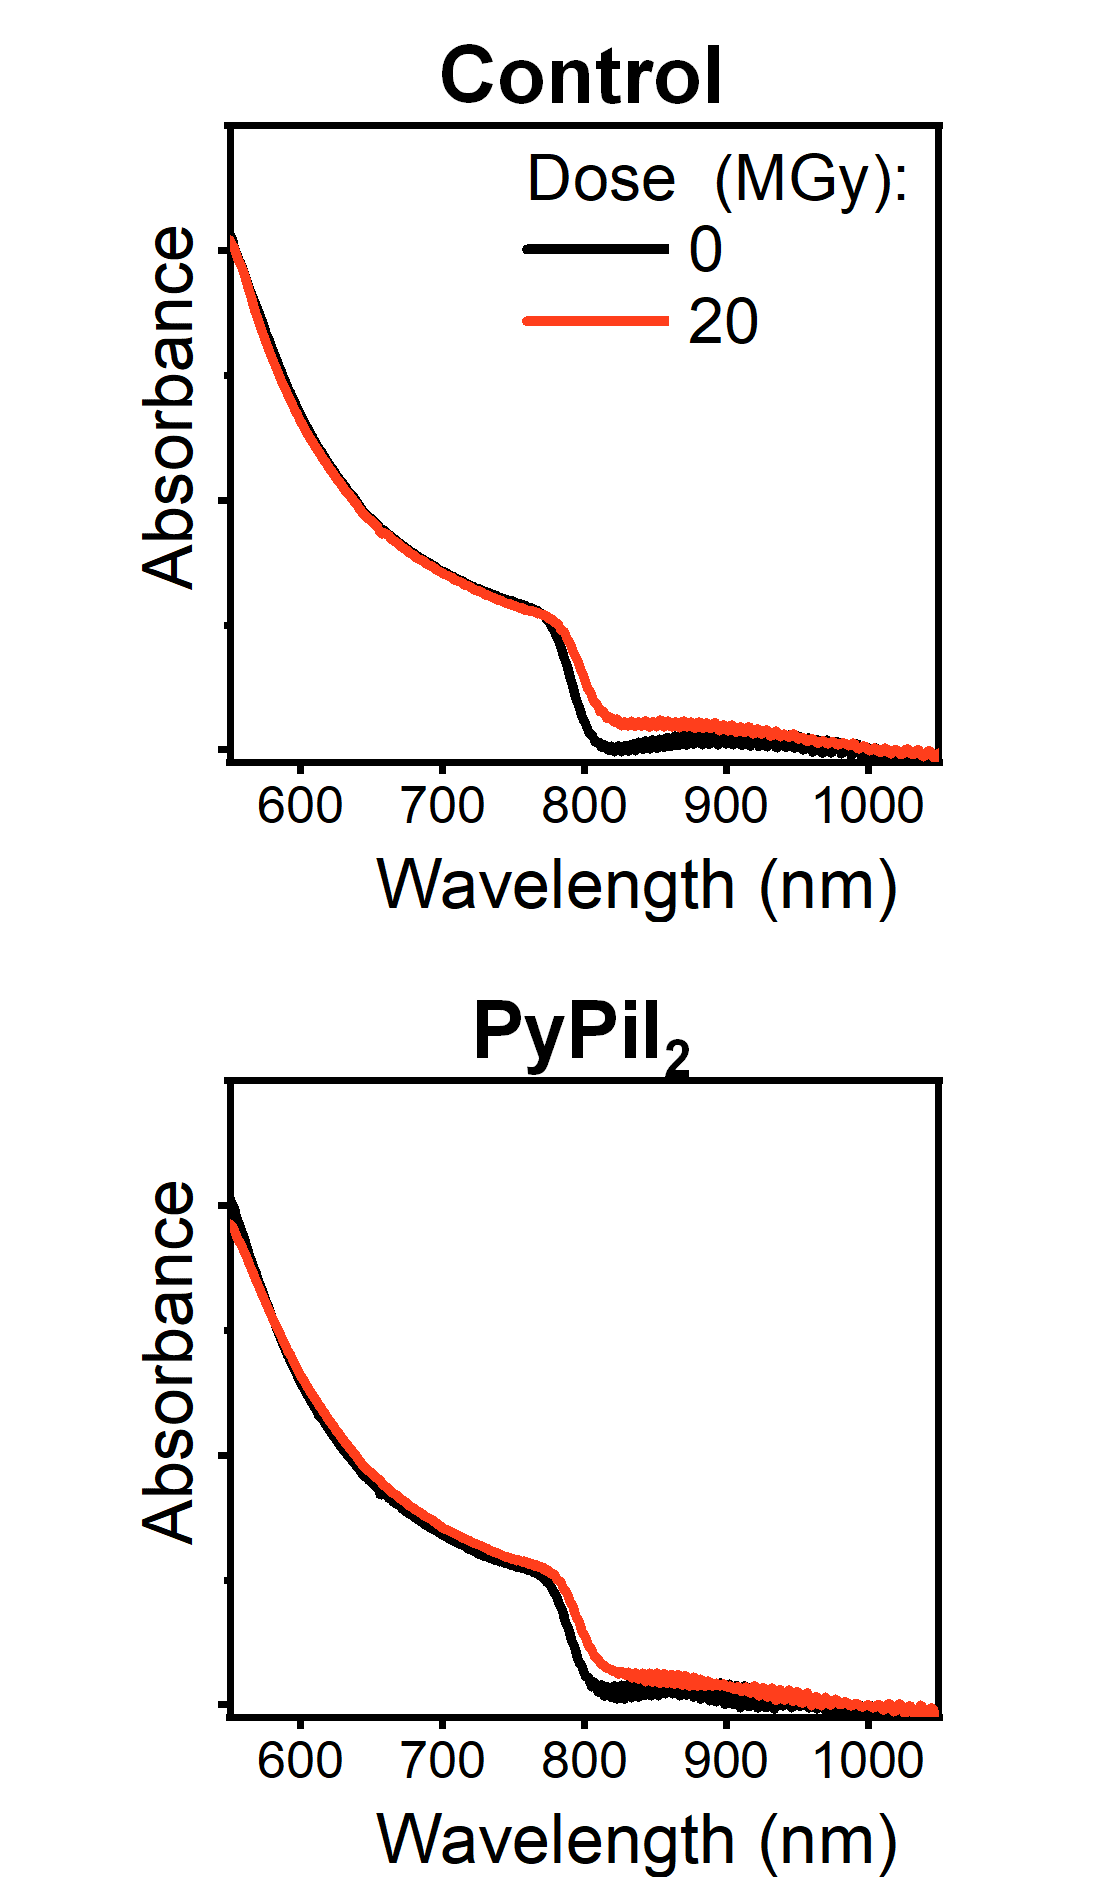 Control
Dose (MGy):
0
20
Absorbance
600 700 800 900 1000
Wavelength (nm)
PyPiI₂
Absorbance
600 700 800 900 1000
Wavelength (nm)